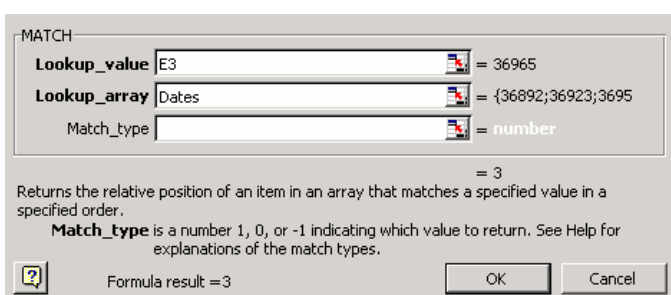 MATCH
Lookup_value E3 = 36965
Lookup_array Dates = {36892;36923;3695
Match_type = number
= 3
Returns the relative position of an item in an array that matches a specified value in a
specified order.
Match_type is a number 1, 0, or -1 indicating which value to return. See Help for
explanations of the match types.
? Formula result =3 OK Cancel